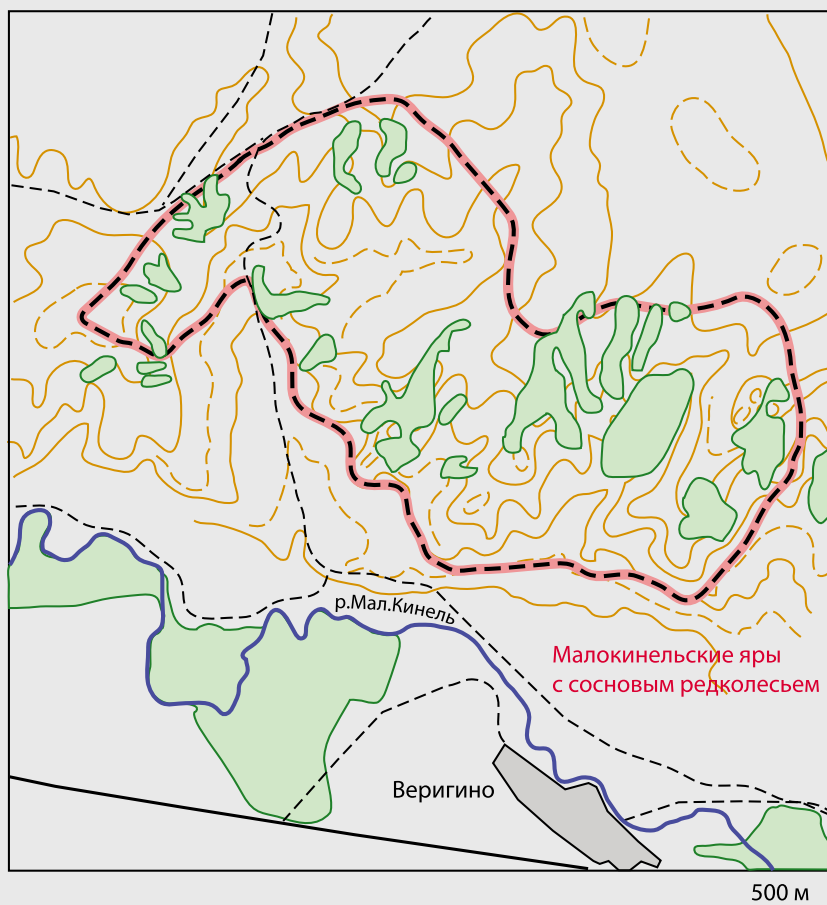 р.Мал.Кинель
Малокинельские яры
с сосновым редколесьем
Веригино
500 м